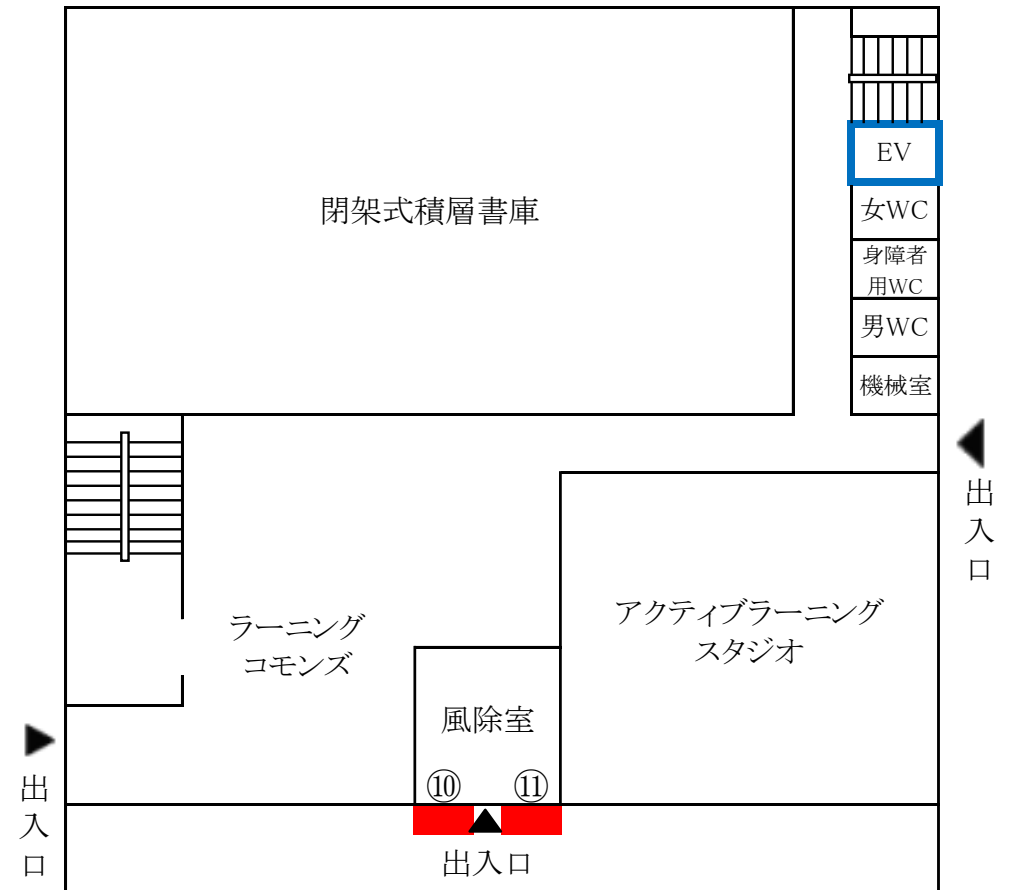 EV
閉架式積層書庫
女WC
身障者
用WC
男WC
機械室
出入口
アクティブラーニング
スタジオ
ラーニング
コモンズ
風除室
⑩ ⑪
出入口
出入口